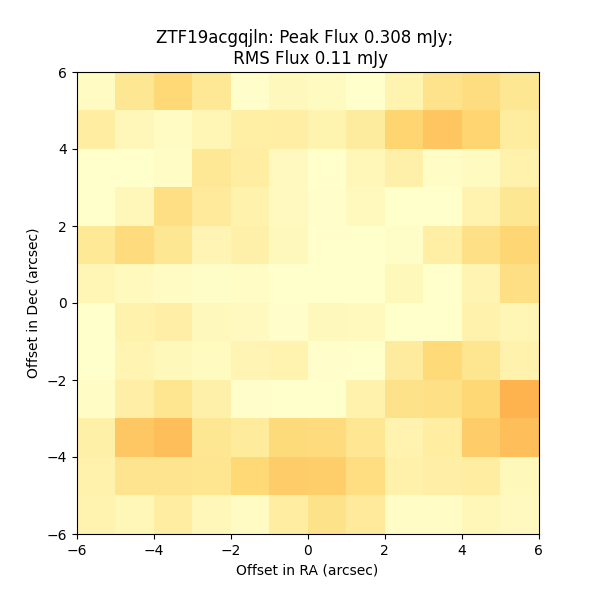 ZTF19acgqjln: Peak Flux 0.308 mJy;
RMS Flux 0.11 mJy
6
4
2
0
−2
−4
−6
Offset in Dec (arcsec)
−6 −4 −2 0 2 4 6
Offset in RA (arcsec)